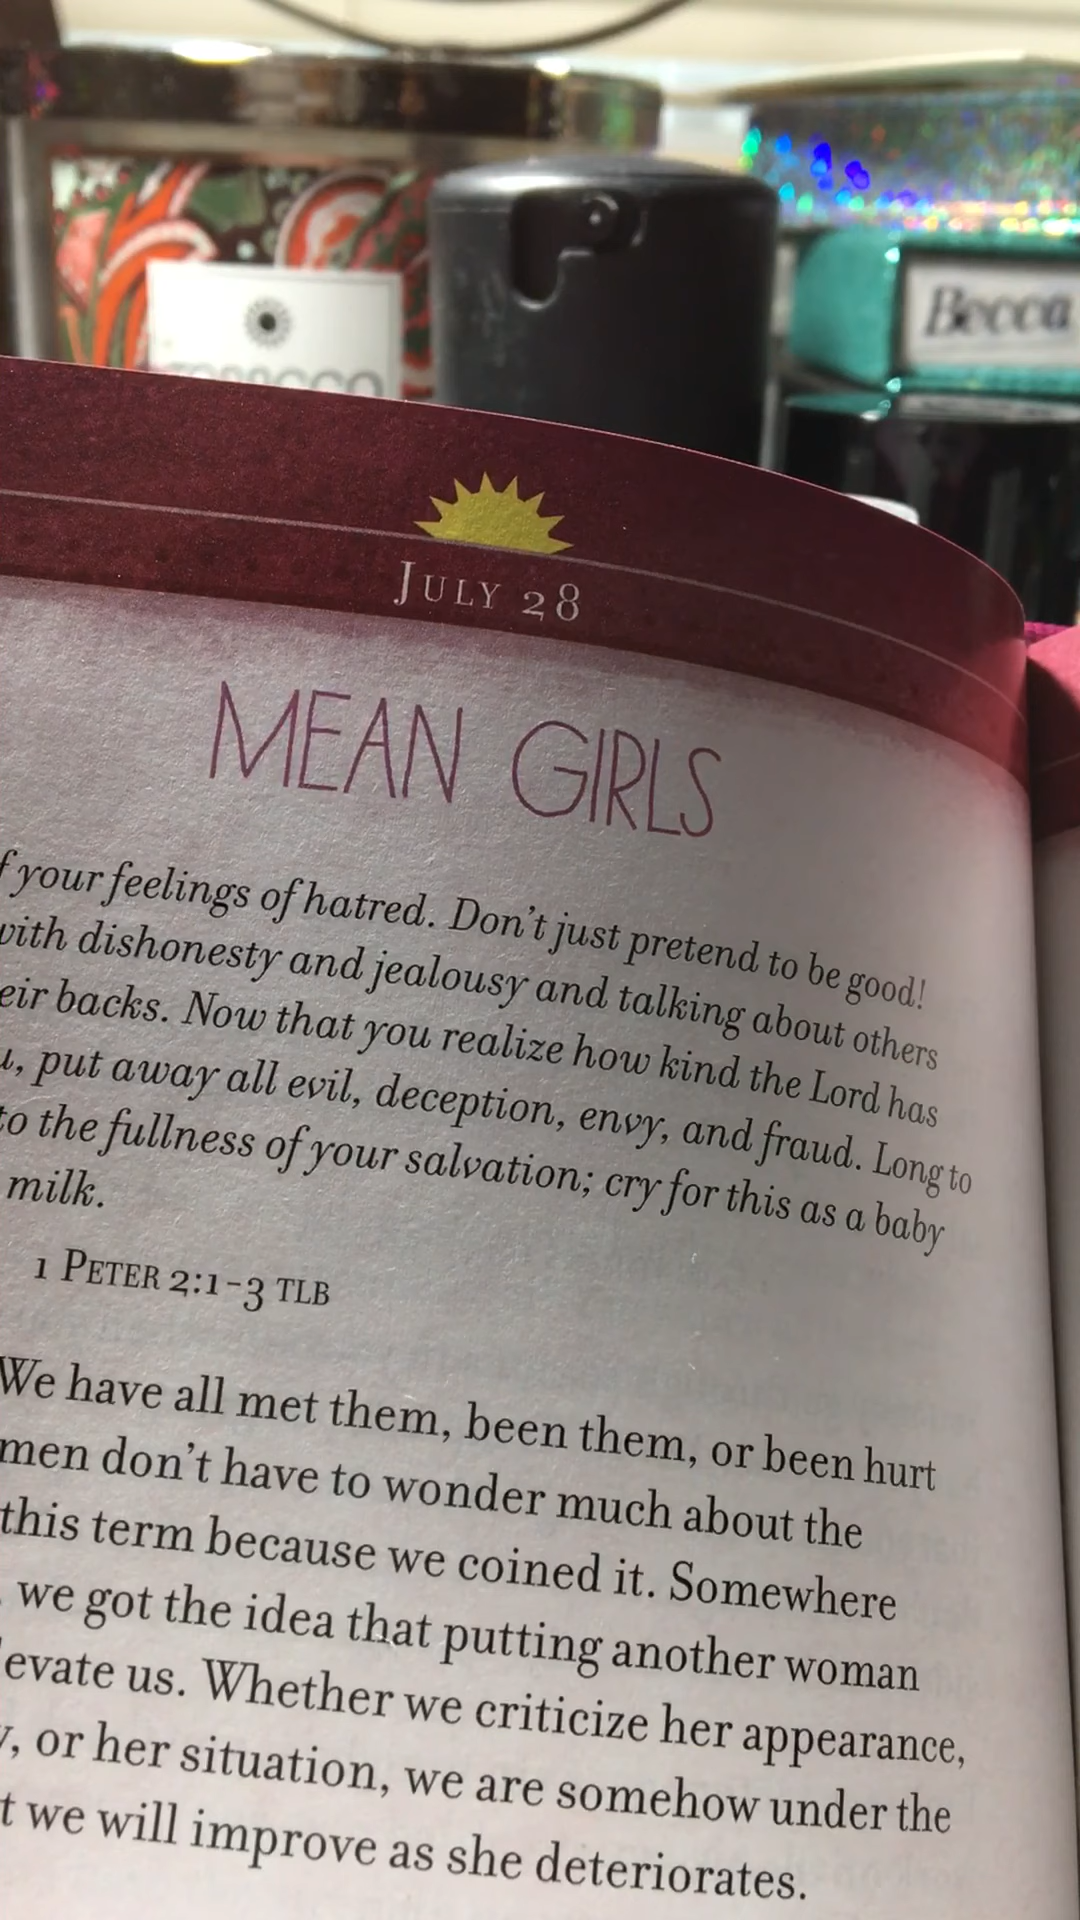 Becca
JULY 28
MEAN GIRLS
f your feelings of hatred. Don't just pretend to be good!
with dishonesty and jealousy and talking about others
eir backs. Now that you realize how kind the Lord has
u, put away all evil, deception, envy, and fraud. Long to
to the fullness of your salvation; cry for this as a baby
milk.
1 PETER 2:1–3 TLB
We have all met them, been them, or been hurt
men don't have to wonder much about the
this term because we coined it. Somewhere
, we got the idea that putting another woman
levate us. Whether we criticize her appearance,
y, or her situation, we are somehow under the
t we will improve as she deteriorates.